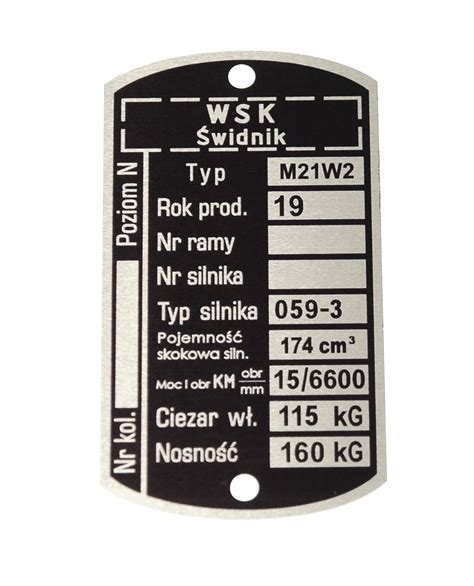 WSK
Świdnik
Typ M21W2
Rok prod. 19
Nr ramy
Nr silnika
Typ silnika 059-3
Pojemność
skokowa siln. 174 cm³
Moc i obr KM obr/mm 15/6600
Ciezar wł. 115 kG
Nosność 160 kG
Poziom N
Nr kol.